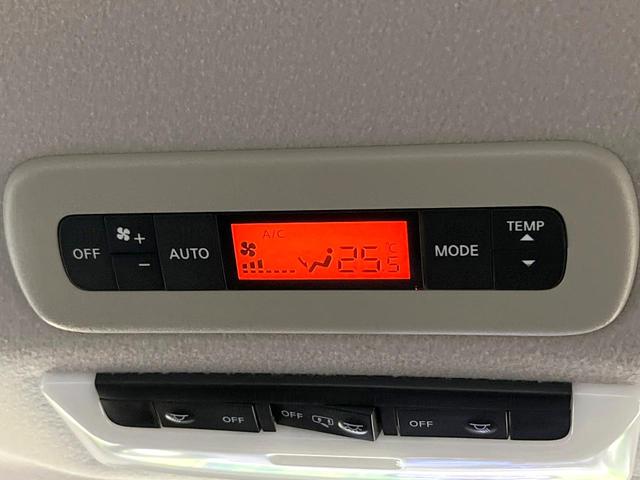 OFF + − AUTO A/C 25.5 °C MODE TEMP
OFF OFF OFF